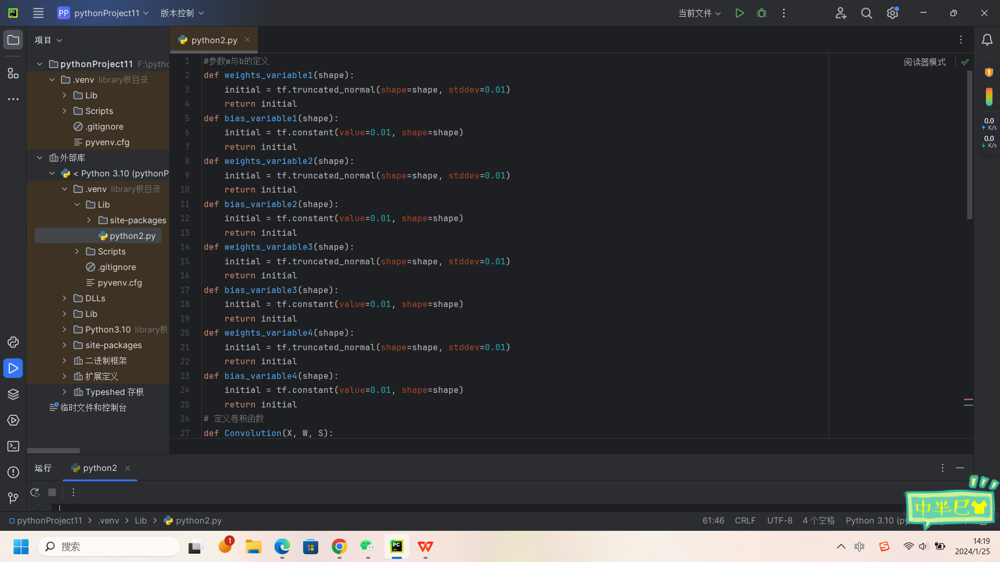 PP pythonProject11 版本控制 当前文件
项目
python2.py
pythonProject11 F:\pytho
.venv library根目录
Lib
Scripts
.gitignore
pyvenv.cfg
外部库
< Python 3.10 (pythonP
.venv library根目录
Lib
site-packages
python2.py
Scripts
.gitignore
pyvenv.cfg
DLLs
Lib
Python3.10 library根
site-packages
二进制框架
扩展定义
Typeshed 存根
临时文件和控制台
阅读器模式
1 #参数w与b的定义
2 def weights_variable1(shape):
3 initial = tf.truncated_normal(shape=shape, stddev=0.01)
4 return initial
5 def bias_variable1(shape):
6 initial = tf.constant(value=0.01, shape=shape)
7 return initial
8 def weights_variable2(shape):
9 initial = tf.truncated_normal(shape=shape, stddev=0.01)
10 return initial
11 def bias_variable2(shape):
12 initial = tf.constant(value=0.01, shape=shape)
13 return initial
14 def weights_variable3(shape):
15 initial = tf.truncated_normal(shape=shape, stddev=0.01)
16 return initial
17 def bias_variable3(shape):
18 initial = tf.constant(value=0.01, shape=shape)
19 return initial
20 def weights_variable4(shape):
21 initial = tf.truncated_normal(shape=shape, stddev=0.01)
22 return initial
23 def bias_variable4(shape):
24 initial = tf.constant(value=0.01, shape=shape)
25 return initial
26 # 定义卷积函数
27 def Convolution(X, W, S):
1
0.0
K/s
0.0
K/s
运行 python2
中半巳
pythonProject11 > .venv > Lib > python2.py 61:46 CRLF UTF-8 4 个空格 Python 3.10 (py
搜索
1
PC
中
14:19
2024/1/25